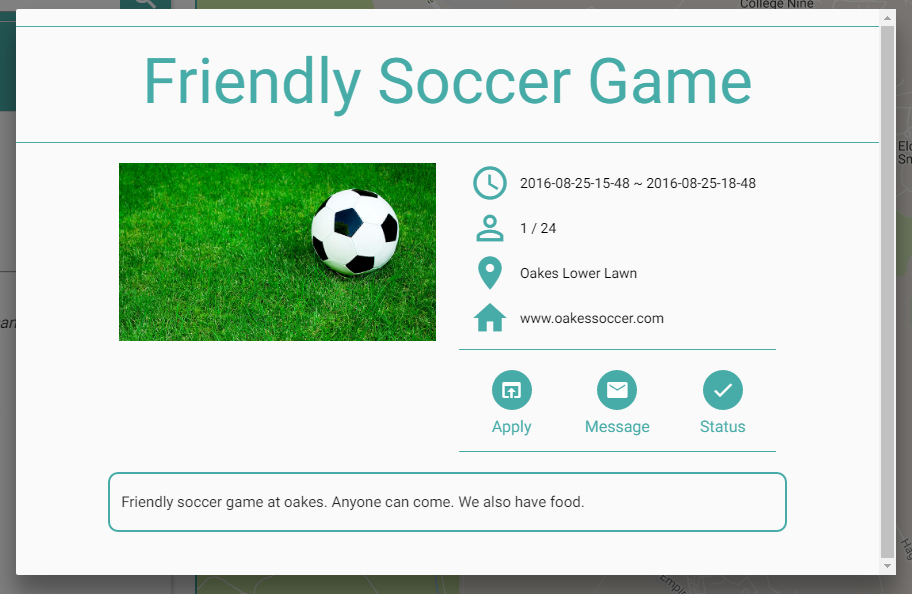 College Nine
Friendly Soccer Game
2016-08-25-15-48 ~ 2016-08-25-18-48
1 / 24
Oakes Lower Lawn
www.oakessoccer.com
Apply
Message
Status
Friendly soccer game at oakes. Anyone can come. We also have food.